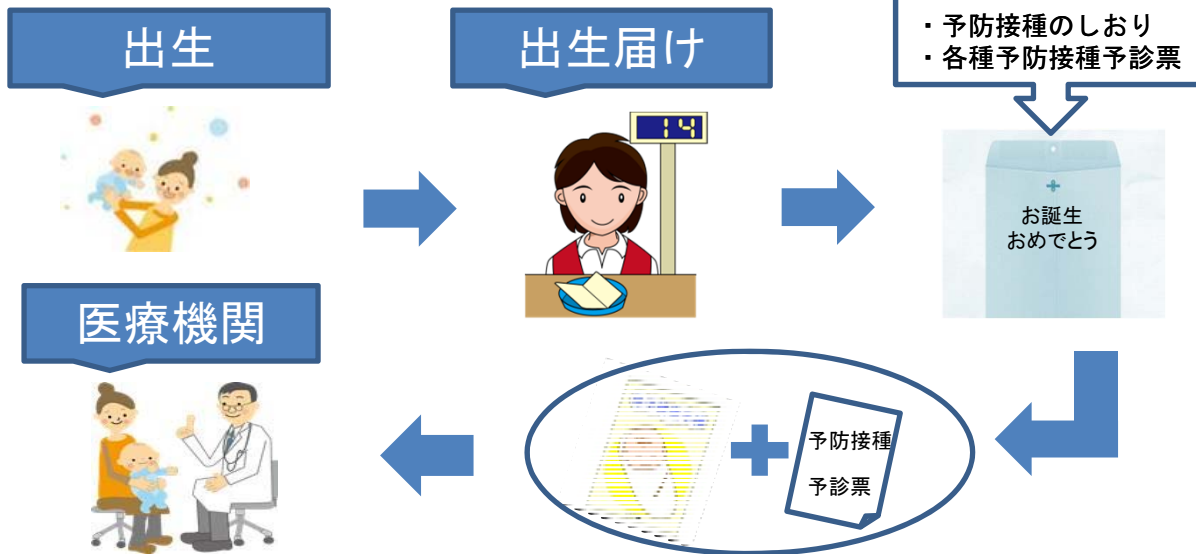 出生
出生届け
・予防接種のしおり
・各種予防接種予診票
14
お誕生
おめでとう
医療機関
予防接種
予診票